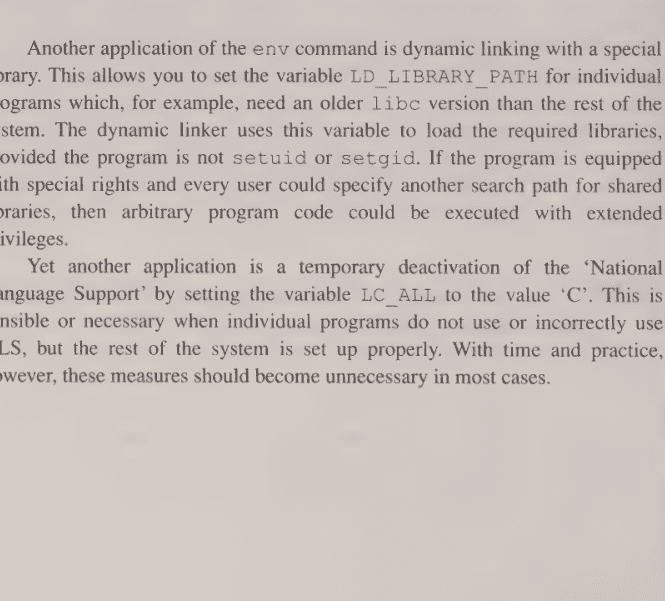 Another application of the env command is dynamic linking with a special
brary. This allows you to set the variable LD_LIBRARY_PATH for individual
ograms which, for example, need an older libc version than the rest of the
stem. The dynamic linker uses this variable to load the required libraries,
ovided the program is not setuid or setgid. If the program is equipped
ith special rights and every user could specify another search path for shared
braries, then arbitrary program code could be executed with extended
ivileges.
Yet another application is a temporary deactivation of the ‘National
anguage Support’ by setting the variable LC_ALL to the value ‘C’. This is
nsible or necessary when individual programs do not use or incorrectly use
LS, but the rest of the system is set up properly. With time and practice,
owever, these measures should become unnecessary in most cases.